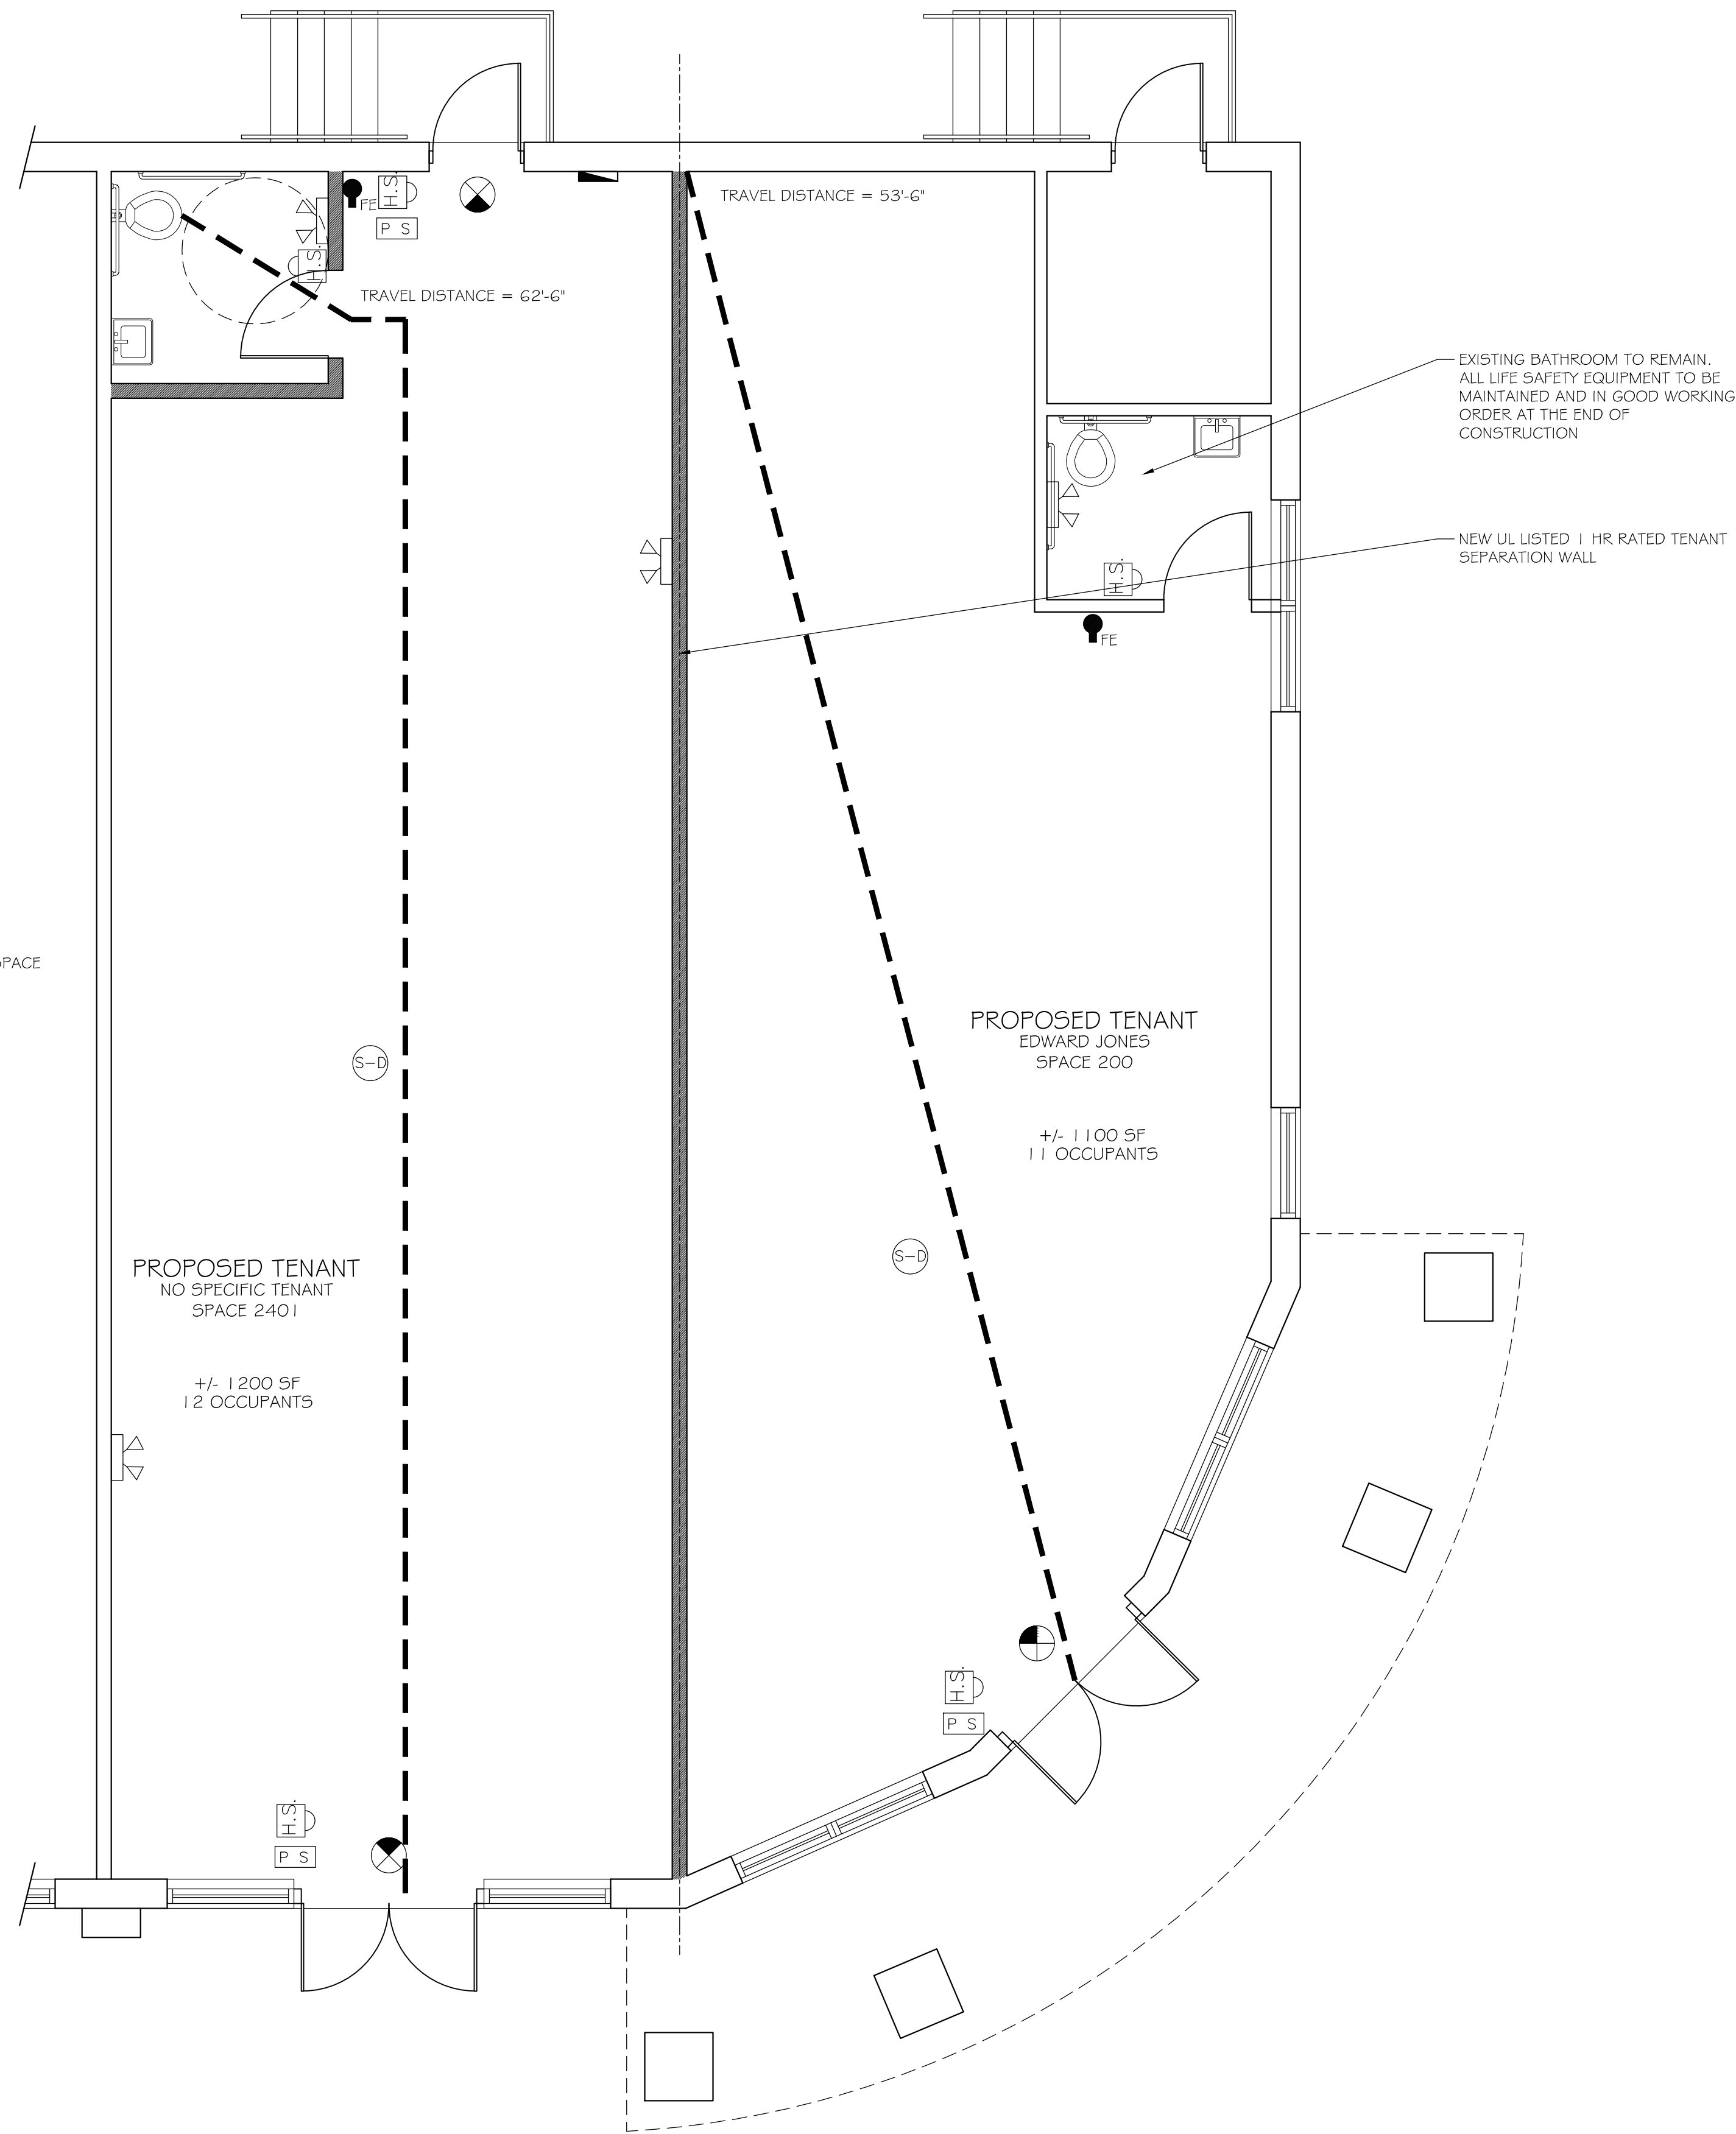 H.S.
FE
P S
TRAVEL DISTANCE = 53'-6"
H.S.
TRAVEL DISTANCE = 62'-6"
EXISTING BATHROOM TO REMAIN.
ALL LIFE SAFETY EQUIPMENT TO BE
MAINTAINED AND IN GOOD WORKING
ORDER AT THE END OF
CONSTRUCTION
NEW UL LISTED 1 HR RATED TENANT
SEPARATION WALL
H.S.
FE
SPACE
PROPOSED TENANT
EDWARD JONES
SPACE 200
+/- 1100 SF
11 OCCUPANTS
S-D
S-D
PROPOSED TENANT
NO SPECIFIC TENANT
SPACE 2401
+/- 1200 SF
12 OCCUPANTS
H.S.
P S
H.S.
P S